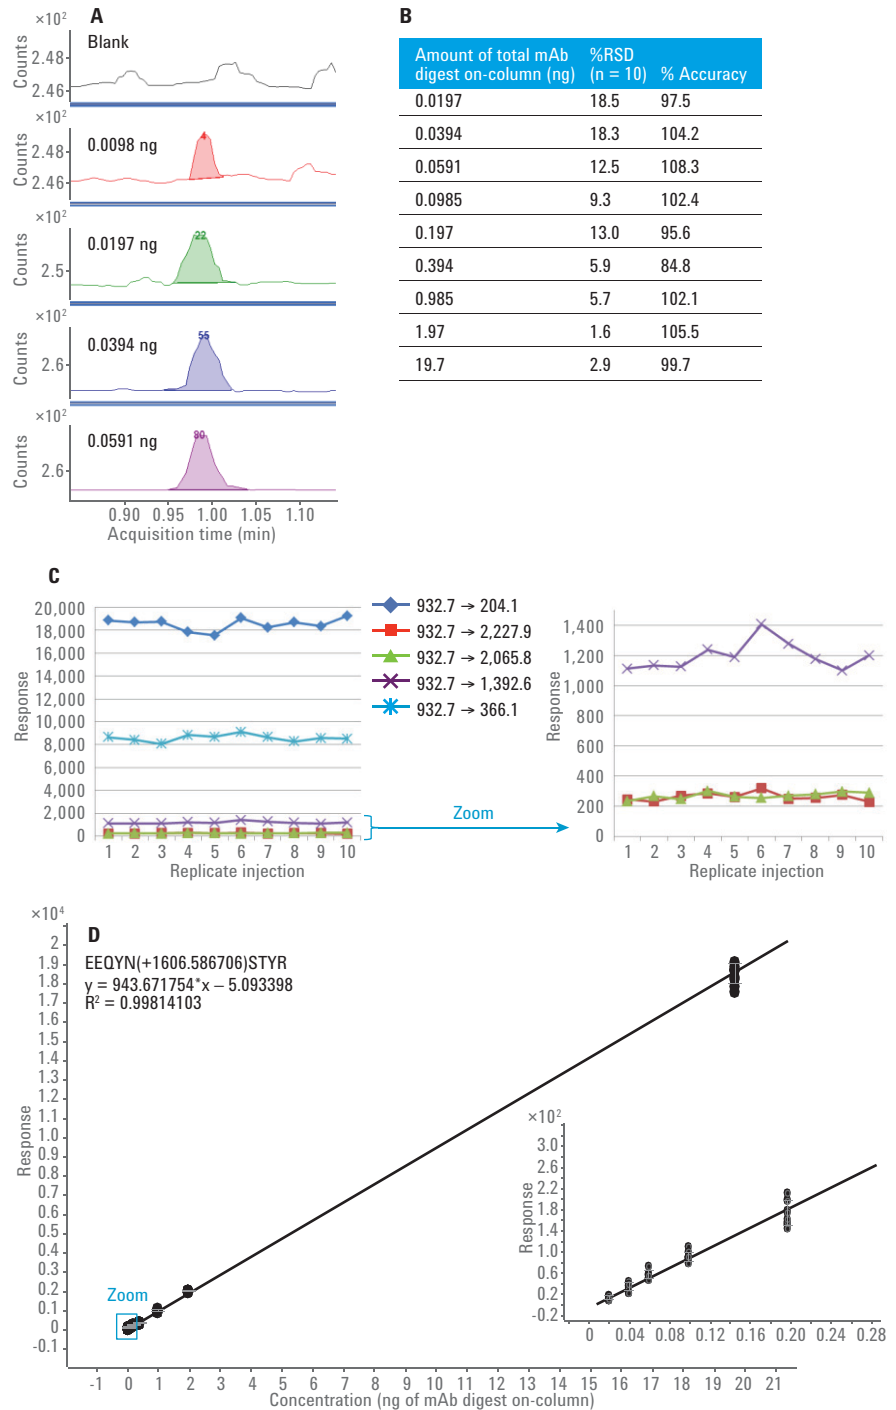 A
×10²
Blank
Counts
2.48
2.46
×10²
0.0098 ng
4
Counts
2.48
2.46
×10²
0.0197 ng
22
Counts
2.5
×10²
0.0394 ng
55
Counts
2.6
×10²
0.0591 ng
80
Counts
2.6
0.90 0.95 1.00 1.05 1.10
Acquisition time (min)
B
Amount of total mAb digest on-column (ng) %RSD (n = 10) % Accuracy
0.0197 18.5 97.5
0.0394 18.3 104.2
0.0591 12.5 108.3
0.0985 9.3 102.4
0.197 13.0 95.6
0.394 5.9 84.8
0.985 5.7 102.1
1.97 1.6 105.5
19.7 2.9 99.7
C
Response
20,000
18,000
16,000
14,000
12,000
10,000
8,000
6,000
4,000
2,000
0
1 2 3 4 5 6 7 8 9 10
Replicate injection
932.7 → 204.1
932.7 → 2,227.9
932.7 → 2,065.8
932.7 → 1,392.6
932.7 → 366.1
Zoom
Response
1,400
1,200
1,000
800
600
400
200
0
1 2 3 4 5 6 7 8 9 10
Replicate injection
D
×10⁴
EEQYN(+1606.586706)STYR
y = 943.671754*x – 5.093398
R² = 0.99814103
Response
2
1.9
1.8
1.7
1.6
1.5
1.4
1.3
1.2
1.1
1.0
0.9
0.8
0.7
0.6
0.5
0.4
0.3
0.2
0.1
0
-0.1
Zoom
-1 0 1 2 3 4 5 6 7 8 9 10 11 12 13 14 15 16 17 18 19 20 21
Concentration (ng of mAb digest on-column)
×10²
Response
3.0
2.6
2.2
1.8
1.4
1.0
0.6
0.2
-0.2
0 0.04 0.08 0.12 0.16 0.20 0.24 0.28